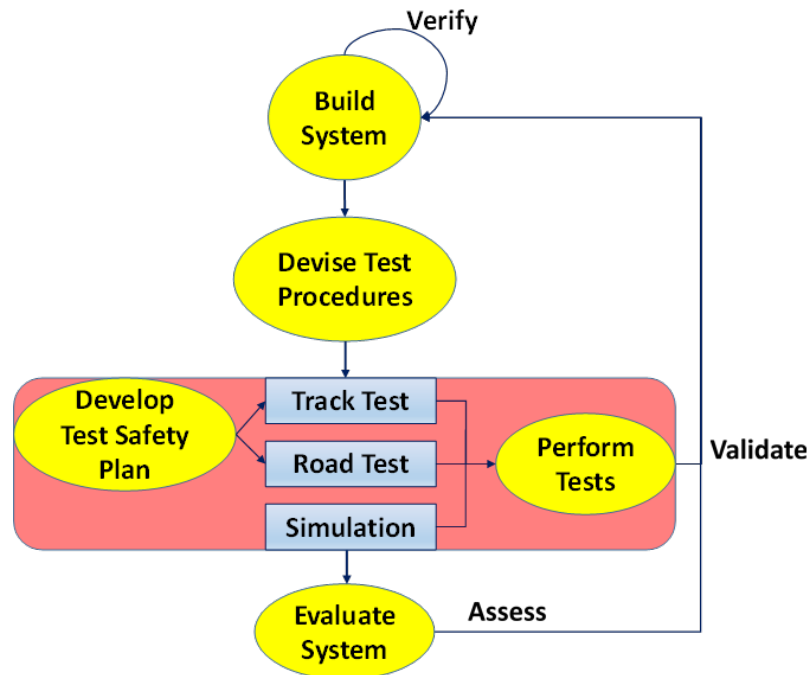 Verify
Build
System
Devise Test
Procedures
Develop
Test Safety
Plan
Track Test
Road Test
Simulation
Perform
Tests
Validate
Evaluate
System
Assess